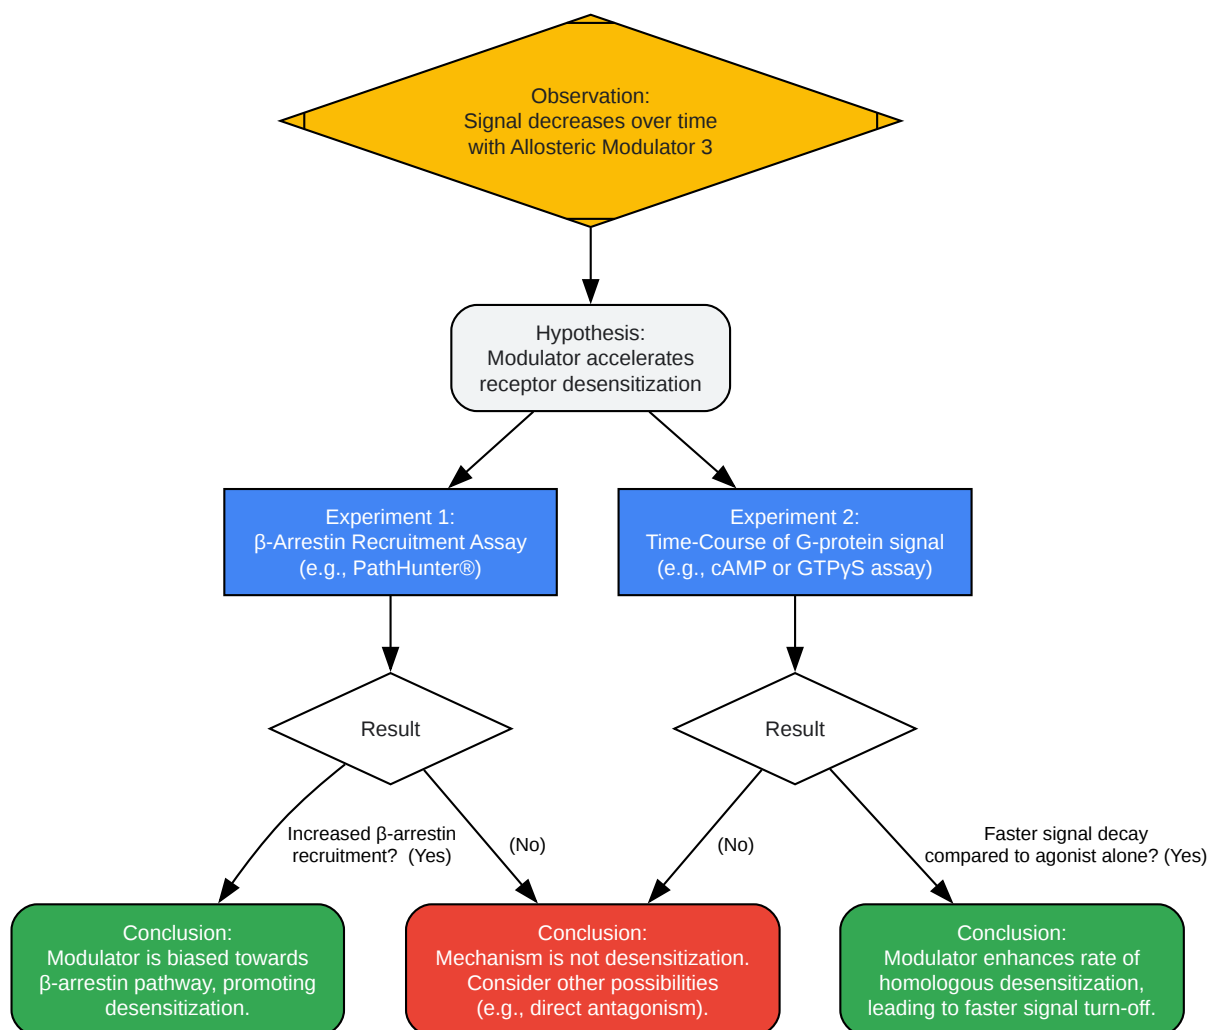 Observation:
Signal decreases over time
with Allosteric Modulator 3
Hypothesis:
Modulator accelerates
receptor desensitization
Experiment 1:
β-Arrestin Recruitment Assay
(e.g., PathHunter®)
Experiment 2:
Time-Course of G-protein signal
(e.g., cAMP or GTPγS assay)
Result
Result
Increased β-arrestin
recruitment?  (Yes)
(No)
(No)
Faster signal decay
compared to agonist alone? (Yes)
Conclusion:
Modulator is biased towards
β-arrestin pathway, promoting
desensitization.
Conclusion:
Mechanism is not desensitization.
Consider other possibilities
(e.g., direct antagonism).
Conclusion:
Modulator enhances rate of
homologous desensitization,
leading to faster signal turn-off.